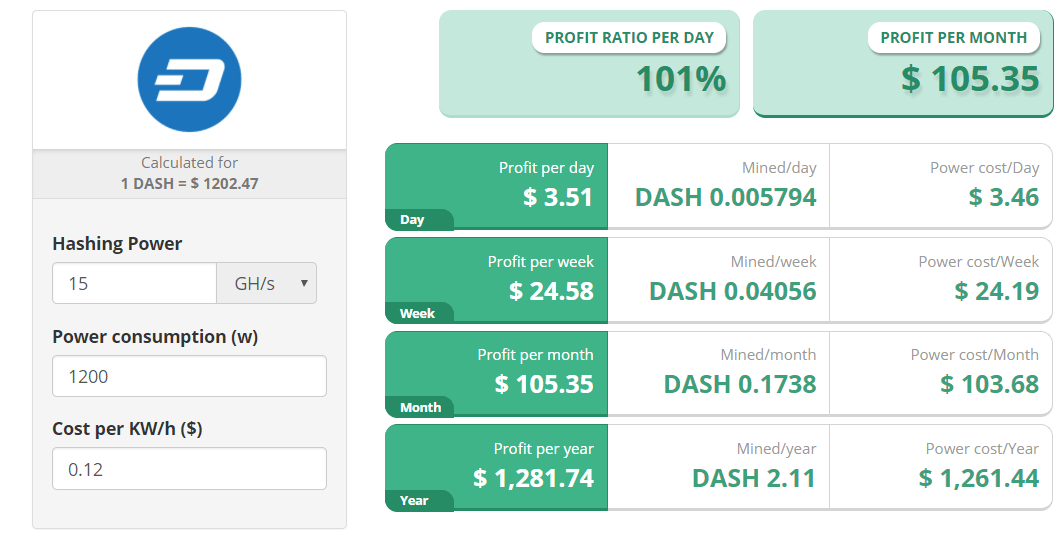 Calculated for
1 DASH = $ 1202.47
Hashing Power
15 GH/s
Power consumption (w)
1200
Cost per KW/h ($)
0.12
PROFIT RATIO PER DAY
101%
PROFIT PER MONTH
$ 105.35
Profit per day
$ 3.51
Day
Mined/day
DASH 0.005794
Power cost/Day
$ 3.46
Profit per week
$ 24.58
Week
Mined/week
DASH 0.04056
Power cost/Week
$ 24.19
Profit per month
$ 105.35
Month
Mined/month
DASH 0.1738
Power cost/Month
$ 103.68
Profit per year
$ 1,281.74
Year
Mined/year
DASH 2.11
Power cost/Year
$ 1,261.44